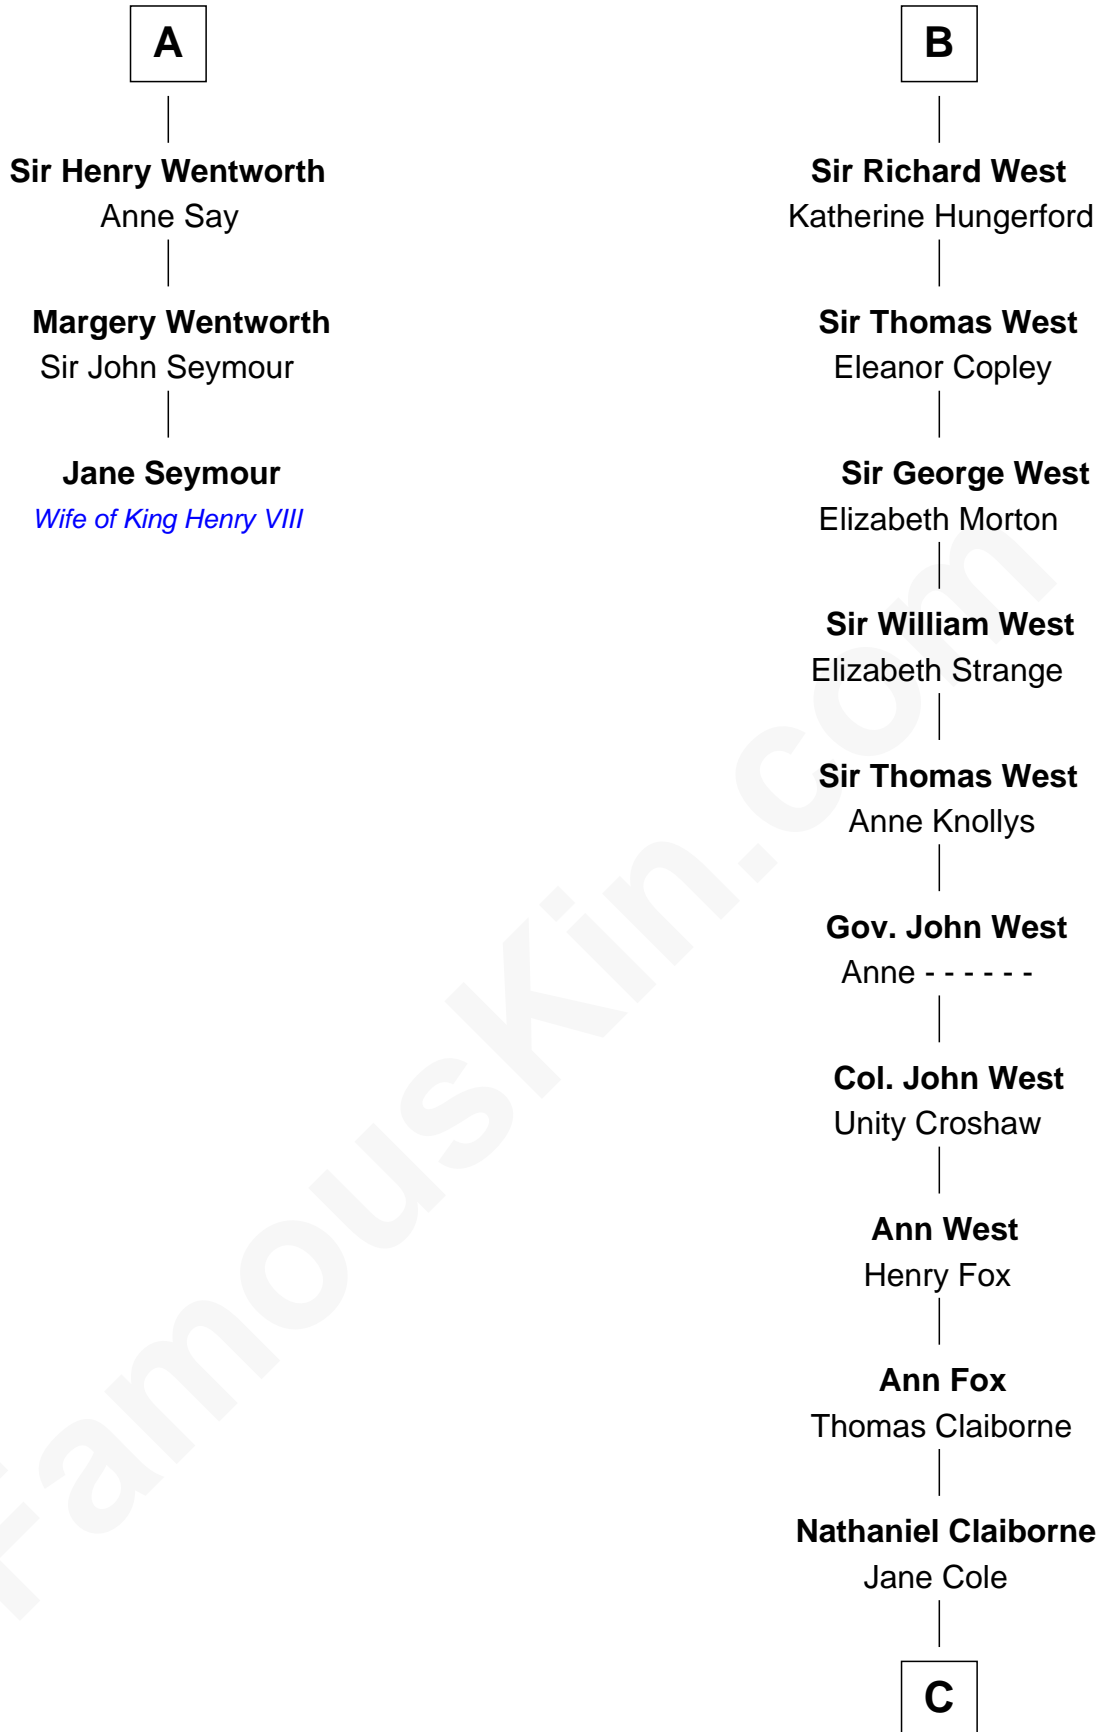 A
Sir Henry Wentworth
Anne Say
Margery Wentworth
Sir John Seymour
Jane Seymour
Wife of King Henry VIII
B
Sir Richard West
Katherine Hungerford
Sir Thomas West
Eleanor Copley
Sir George West
Elizabeth Morton
Sir William West
Elizabeth Strange
Sir Thomas West
Anne Knollys
Gov. John West
Anne - - - - - -
Col. John West
Unity Croshaw
Ann West
Henry Fox
Ann Fox
Thomas Claiborne
Nathaniel Claiborne
Jane Cole
C
FamousKin.com